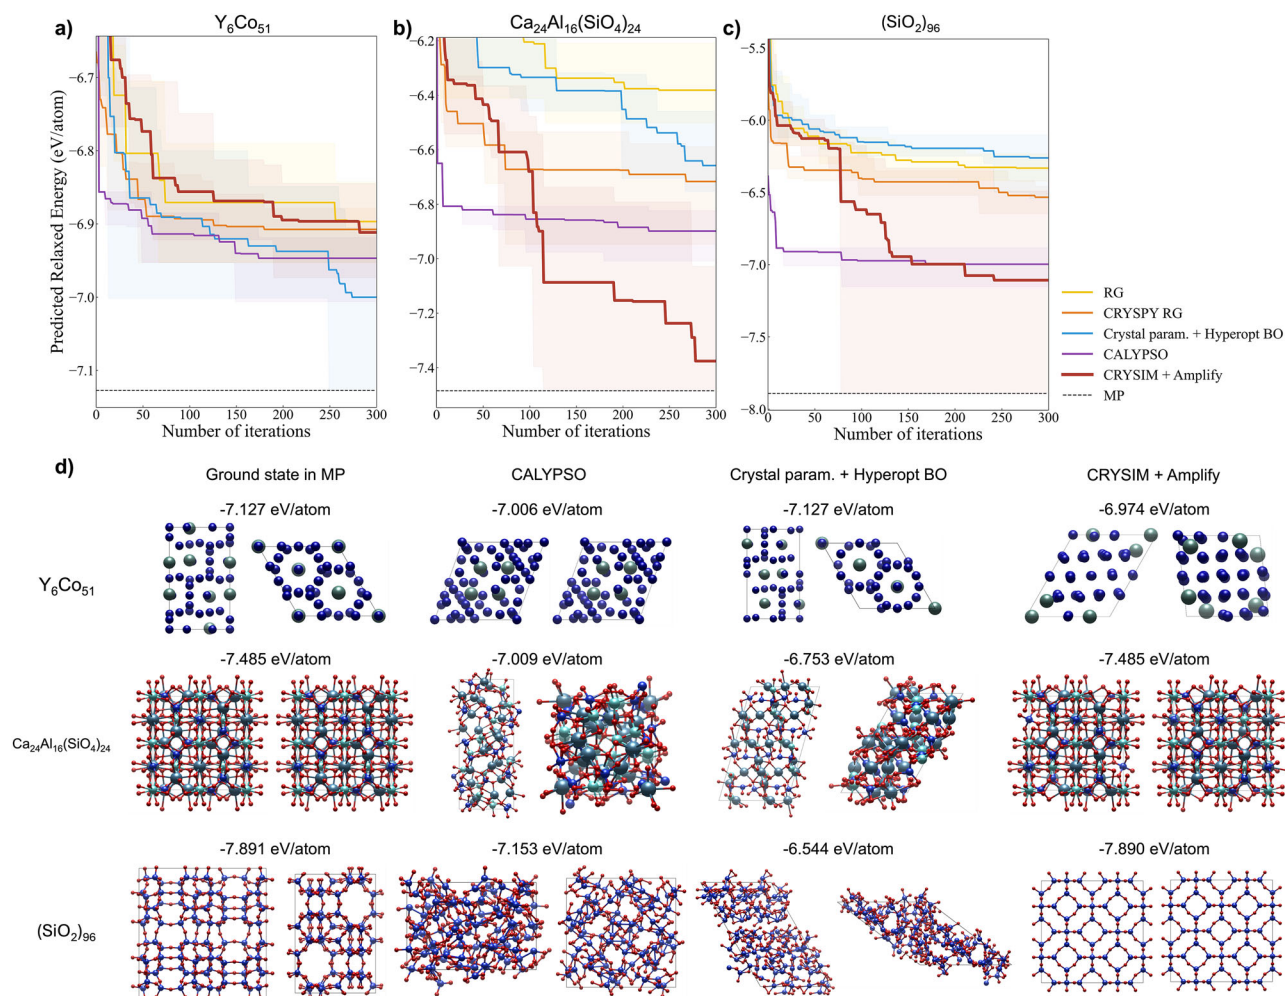 a)
Y₆Co₅₁
b)
Ca₂₄Al₁₆(SiO₄)₂₄
c)
(SiO₂)₉₆
Predicted Relaxed Energy (eV/atom)
−6.7
−6.8
−6.9
−7.0
−7.1
0
50
100
150
200
250
300
Number of iterations
−6.2
−6.4
−6.6
−6.8
−7.0
−7.2
−7.4
0
50
100
150
200
250
300
Number of iterations
−5.5
−6.0
−6.5
−7.0
−7.5
−8.0
0
50
100
150
200
250
300
Number of iterations
RG
CRYSPY RG
Crystal param. + Hyperopt BO
CALYPSO
CRYSIM + Amplify
MP
d)
Ground state in MP
CALYPSO
Crystal param. + Hyperopt BO
CRYSIM + Amplify
-7.127 eV/atom
-7.006 eV/atom
-7.127 eV/atom
-6.974 eV/atom
Y₆Co₅₁
-7.485 eV/atom
-7.009 eV/atom
-6.753 eV/atom
-7.485 eV/atom
Ca₂₄Al₁₆(SiO₄)₂₄
-7.891 eV/atom
-7.153 eV/atom
-6.544 eV/atom
-7.890 eV/atom
(SiO₂)₉₆